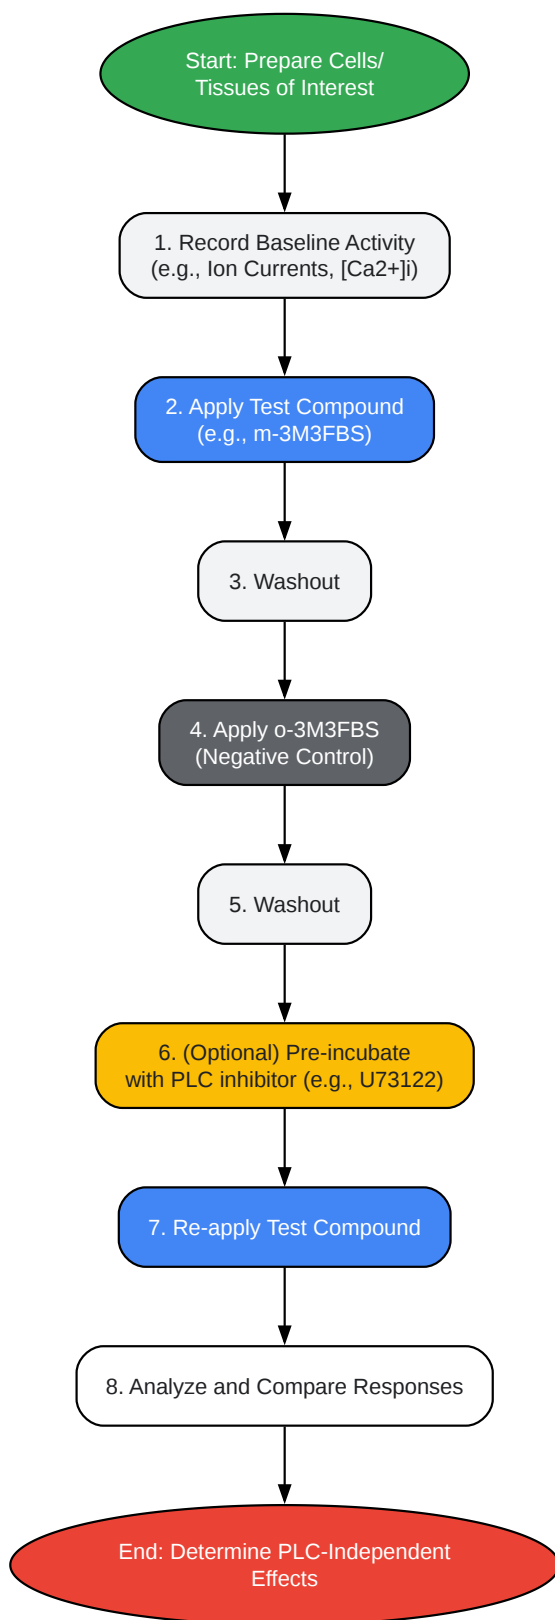 Start: Prepare Cells/
Tissues of Interest
1. Record Baseline Activity
(e.g., Ion Currents, [Ca2+]i)
2. Apply Test Compound
(e.g., m-3M3FBS)
3. Washout
4. Apply o-3M3FBS
(Negative Control)
5. Washout
6. (Optional) Pre-incubate
with PLC inhibitor (e.g., U73122)
7. Re-apply Test Compound
8. Analyze and Compare Responses
End: Determine PLC-Independent
Effects